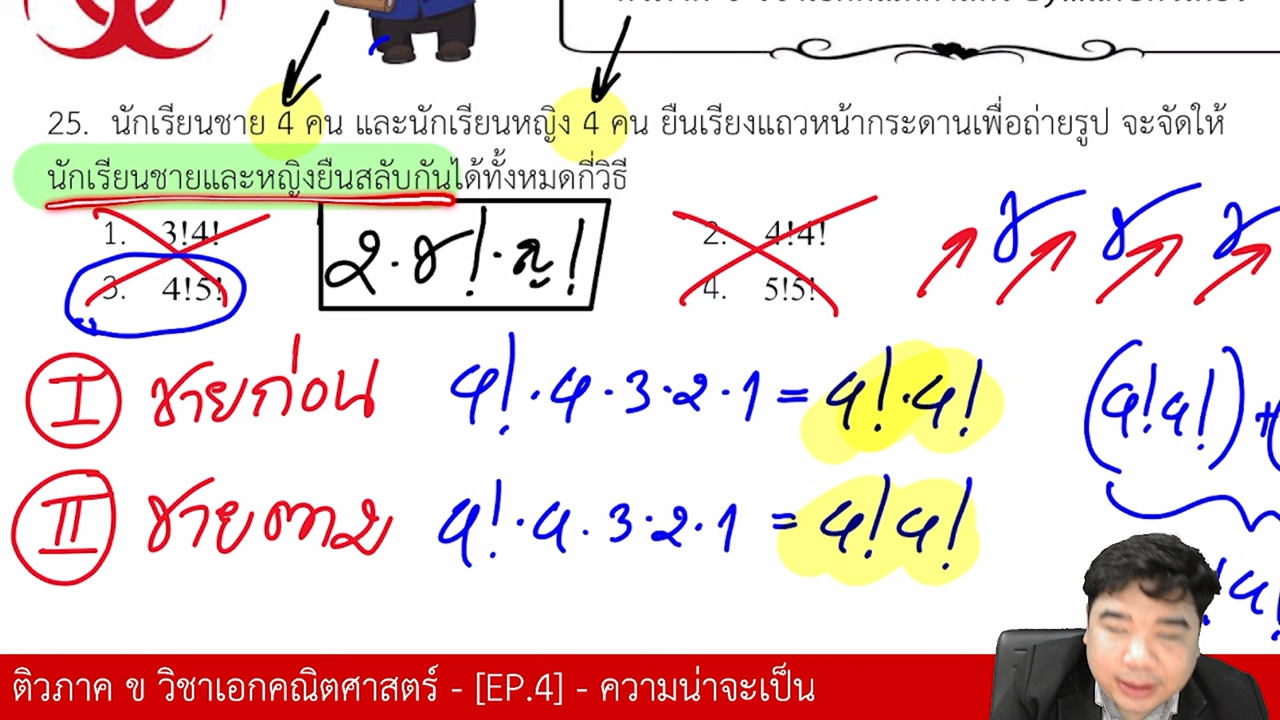 25. นักเรียนชาย 4 คน และนักเรียนหญิง 4 คน ยืนเรียงแถวหน้ากระดานเพื่อถ่ายรูป จะจัดให้
นักเรียนชายและหญิงยืนสลับกันได้ทั้งหมดกี่วิธี
1. 3!4!
2. 4!4!
3. 4!5!
4. 5!5!
2·ช!·ญ!
ช ช ช
I ชายก่อน 4!·4·3·2·1 = 4!·4!
(4!4!) +
II ชายตาม 4!·4·3·2·1 = 4!4!
ติวภาค ข วิชาเอกคณิตศาสตร์ - [EP.4] - ความน่าจะเป็น